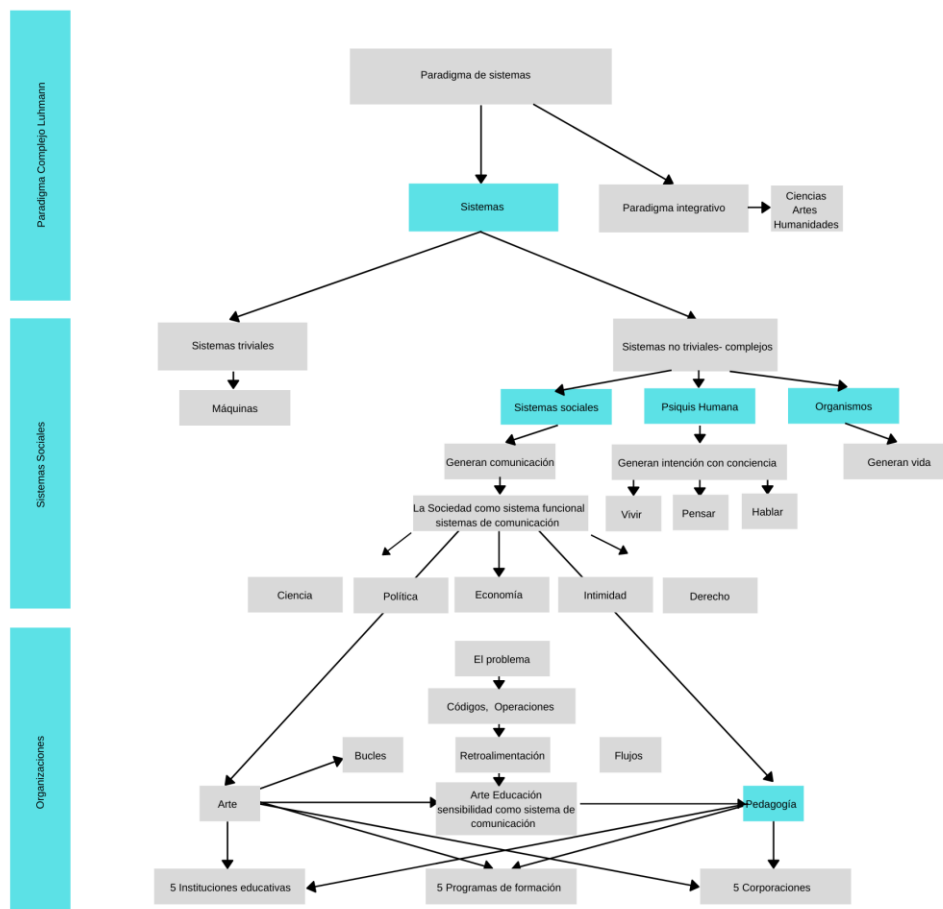 Paradigma Complejo Luhmann
Paradigma de sistemas
Sistemas
Paradigma integrativo
Ciencias
Artes
Humanidades
Sistemas Sociales
Sistemas triviales
Sistemas no triviales- complejos
Máquinas
Sistemas sociales
Psiquis Humana
Organismos
Generan comunicación
Generan intención con conciencia
Generan vida
La Sociedad como sistema funcional
sistemas de comunicación
Vivir
Pensar
Hablar
Ciencia
Política
Economía
Intimidad
Derecho
Organizaciones
El problema
Códigos, Operaciones
Bucles
Retroalimentación
Flujos
Arte
Arte Educación
sensibilidad como sistema de
comunicación
Pedagogía
5 Instituciones educativas
5 Programas de formación
5 Corporaciones